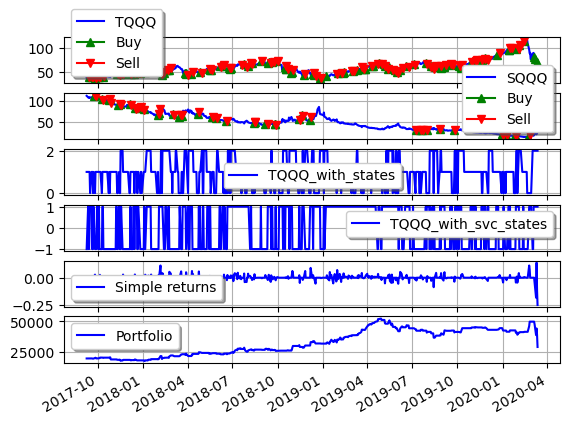 TQQQ
Buy
Sell
100
50
SQQQ
Buy
Sell
100
50
2
0
TQQQ_with_states
1
0
−1
TQQQ_with_svc_states
0.00
−0.25
Simple returns
50000
25000
Portfolio
2017-10
2018-01
2018-04
2018-07
2018-10
2019-01
2019-04
2019-07
2019-10
2020-01
2020-04